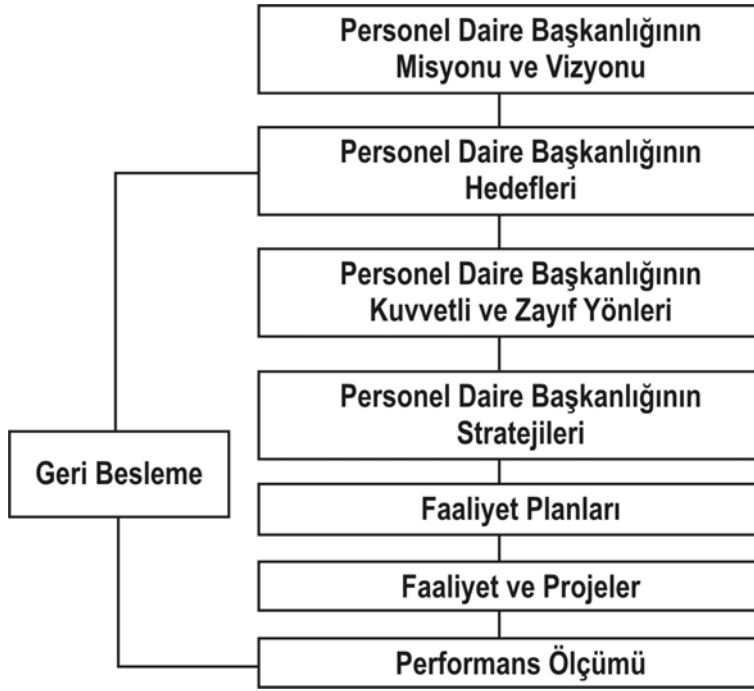 Personel Daire Başkanlığının
Misyonu ve Vizyonu
Personel Daire Başkanlığının
Hedefleri
Personel Daire Başkanlığının
Kuvvetli ve Zayıf Yönleri
Personel Daire Başkanlığının
Stratejileri
Geri Besleme
Faaliyet Planları
Faaliyet ve Projeler
Performans Ölçümü